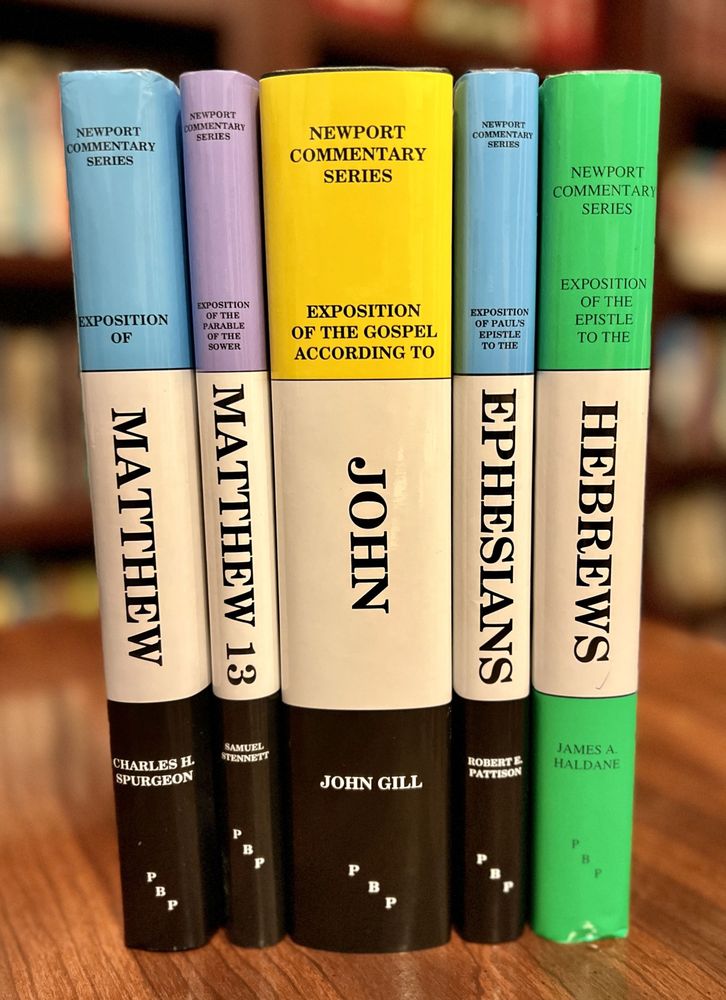 NEWPORT
COMMENTARY
SERIES
EXPOSITION
OF
MATTHEW
CHARLES H.
SPURGEON
P
B
P
NEWPORT
COMMENTARY
SERIES
EXPOSITION
OF THE
PARABLE
OF THE
SOWER
MATTHEW 13
SAMUEL
STENNETT
P
B
P
NEWPORT
COMMENTARY
SERIES
EXPOSITION
OF THE GOSPEL
ACCORDING TO
JOHN
JOHN GILL
P
B
P
NEWPORT
COMMENTARY
SERIES
EXPOSITION
OF PAUL'S
EPISTLE
TO THE
EPHESIANS
ROBERT E.
PATTISON
P
B
P
NEWPORT
COMMENTARY
SERIES
EXPOSITION
OF THE
EPISTLE
TO THE
HEBREWS
JAMES A.
HALDANE
P
B
P